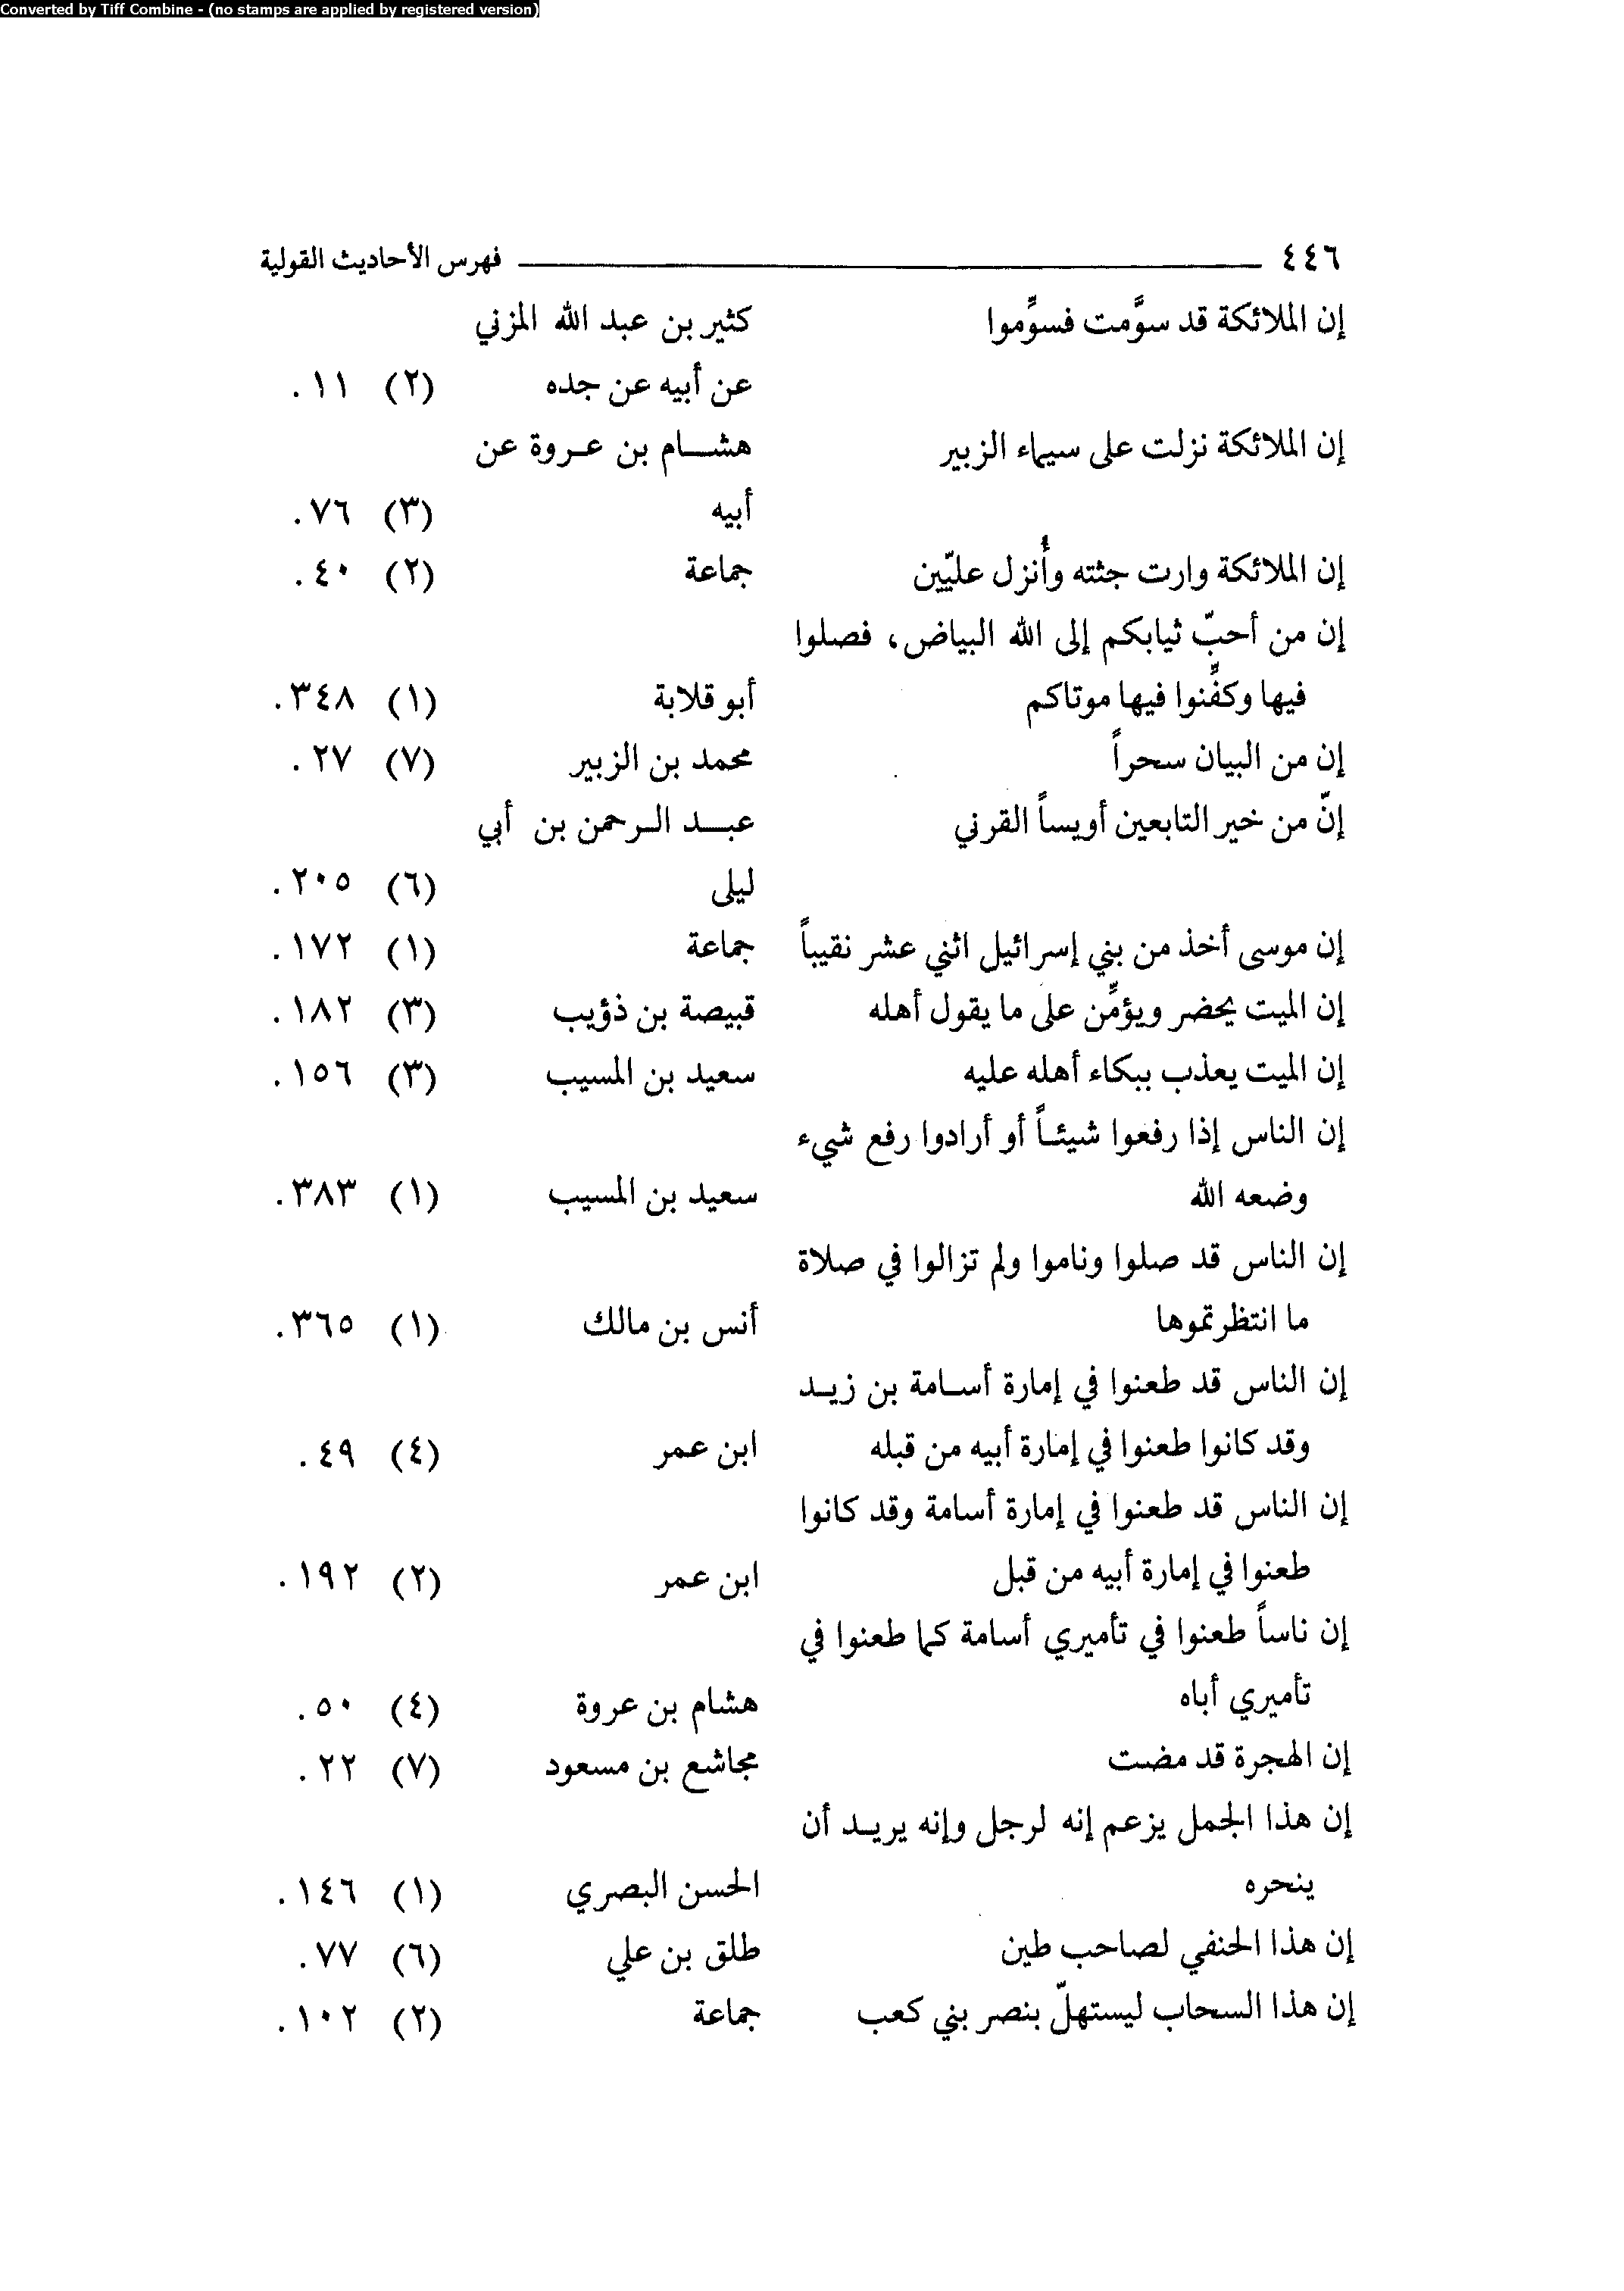 Converted by Tiff Combine - (no stamps are applied by registered version)
٤٤٦ فهرس الأحاديث القولية
إن الملائكة قد سوَّمت فسوِّموا كثير بن عبد الله المزني
عن أبيه عن جده (٢) ١١.
إن الملائكة نزلت على سيماء الزبير هشـام بن عـروة عن
أبيه (٣) ٧٦.
إن الملائكة وارت جثته وأُنزل عليّين جماعة (٢) ٤٠.
إن من أحبّ ثيابكم إلى الله البياض، فصلوا
فيها وكفِّنوا فيها موتاكم أبو قلابة (١) ٣٤٨.
إن من البيان سحراً محمد بن الزبير (٧) ٢٧.
إنّ من خير التابعين أويساً القرني عبـد الـرحمن بن أبي
ليلى (٦) ٢٠٥.
إن موسى أخذ من بني إسرائيل اثني عشر نقيباً جماعة (١) ١٧٢.
إن الميت يحضر ويؤمِّن على ما يقول أهله قبيصة بن ذؤيب (٣) ١٨٢.
إن الميت يعذب ببكاء أهله عليه سعيد بن المسيب (٣) ١٥٦.
إن الناس إذا رفعوا شيئـاً أو أرادوا رفع شيء
وضعه الله سعيد بن المسيب (١) ٣٨٣.
إن الناس قد صلوا وناموا ولم تزالوا في صلاة
ما انتظرتموها أنس بن مالك (١) ٣٦٥.
إن الناس قد طعنوا في إمارة أسـامة بن زيـد
وقد كانوا طعنوا في إمارة أبيه من قبله ابن عمر (٤) ٤٩.
إن الناس قد طعنوا في إمارة أسامة وقد كانوا
طعنوا في إمارة أبيه من قبل ابن عمر (٢) ١٩٢.
إن ناساً طعنوا في تأميري أسامة كما طعنوا في
تأميري أباه هشام بن عروة (٤) ٥٠.
إن الهجرة قد مضت مجاشع بن مسعود (٧) ٢٢.
إن هذا الجمل يزعم إنه لرجل وإنه يريـد أن
ينحره الحسن البصري (١) ١٤٦.
إن هذا الحنفي لصاحب طين طلق بن علي (٦) ٧٧.
إن هذا السحاب ليستهلّ بنصر بني كعب جماعة (٢) ١٠٢.